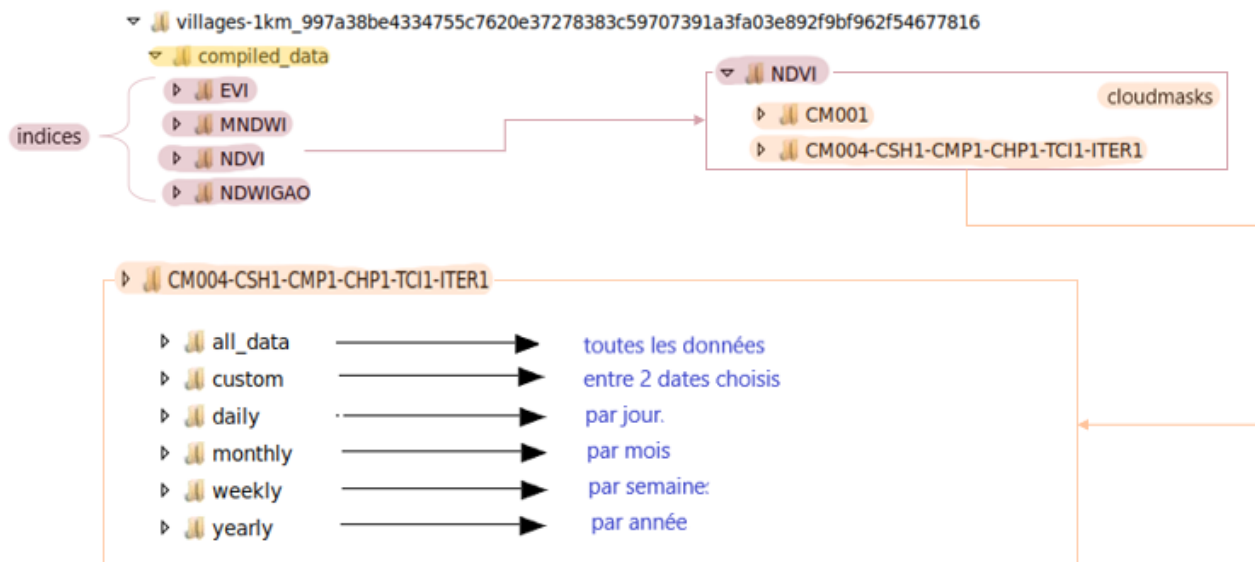 villages-1km_997a38be4334755c7620e37278383c59707391a3fa03e892f9bf962f54677816
compiled_data
indices
EVI
MNDWI
NDVI
NDWIGAO
NDVI
cloudmasks
CM001
CM004-CSH1-CMP1-CHP1-TCI1-ITER1
CM004-CSH1-CMP1-CHP1-TCI1-ITER1
all_data toutes les données
custom entre 2 dates choisis
daily par jour.
monthly par mois
weekly par semaine:
yearly par année